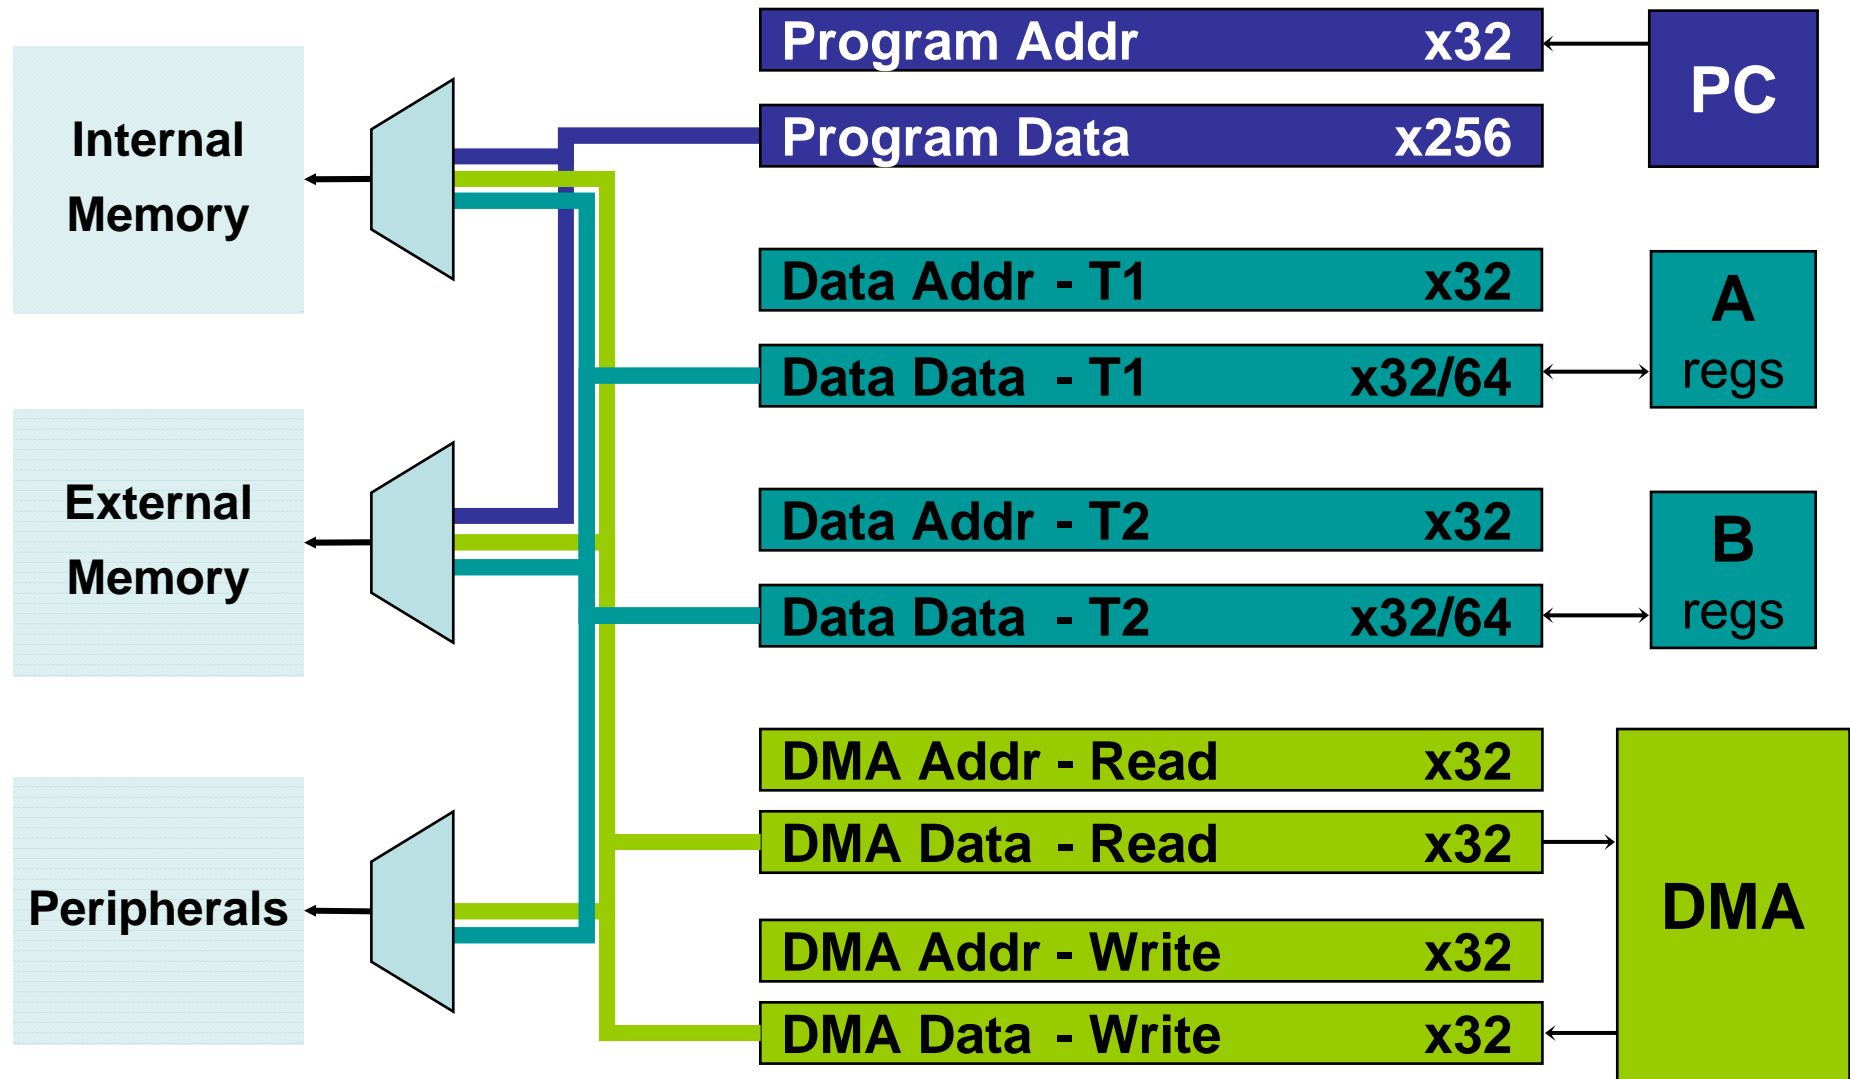 Internal
Memory
External
Memory
Peripherals
Program Addr x32
Program Data x256
Data Addr - T1 x32
Data Data - T1 x32/64
Data Addr - T2 x32
Data Data - T2 x32/64
DMA Addr - Read x32
DMA Data - Read x32
DMA Addr - Write x32
DMA Data - Write x32
PC
A
regs
B
regs
DMA